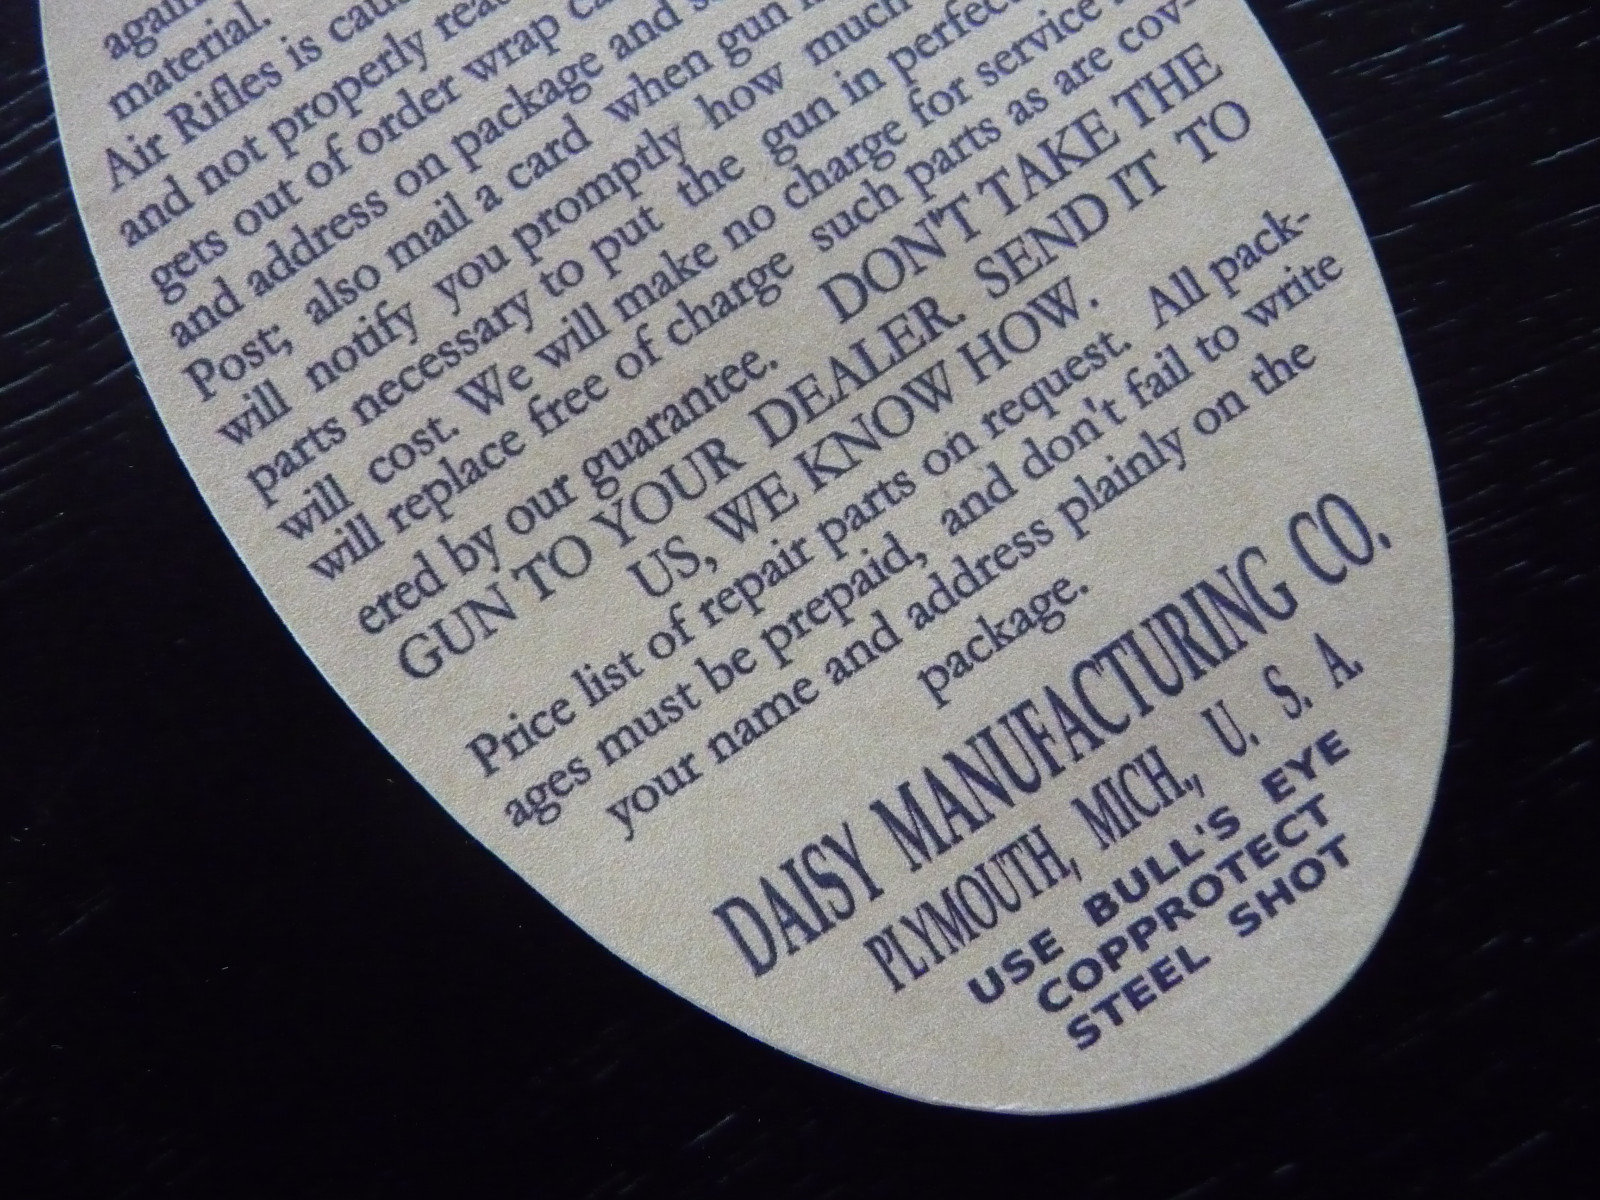 again
material.
Air Rifles is
and not properly
gets out of order wrap
and address on package and
Post; also mail a card when gun
will notify you promptly how much
parts necessary to put the gun in perfect
will cost. We will make no charge for service
will replace free of charge such parts as are cov-
ered by our guarantee. DON'T TAKE THE
GUN TO YOUR DEALER. SEND IT TO
US, WE KNOW HOW.
Price list of repair parts on request. All pack-
ages must be prepaid, and don't fail to write
your name and address plainly on the
package.
DAISY MANUFACTURING CO.
PLYMOUTH, MICH., U. S. A.
USE BULL'S EYE
COPPROTECT
STEEL SHOT